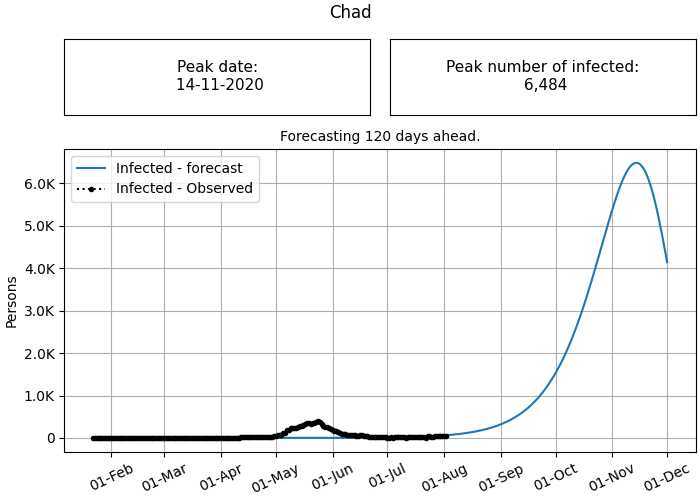 Chad
Peak date:
14-11-2020
Peak number of infected:
6,484
Forecasting 120 days ahead.
Infected - forecast
Infected - Observed
Persons
6.0K
5.0K
4.0K
3.0K
2.0K
1.0K
0
01-Feb
01-Mar
01-Apr
01-May
01-Jun
01-Jul
01-Aug
01-Sep
01-Oct
01-Nov
01-Dec